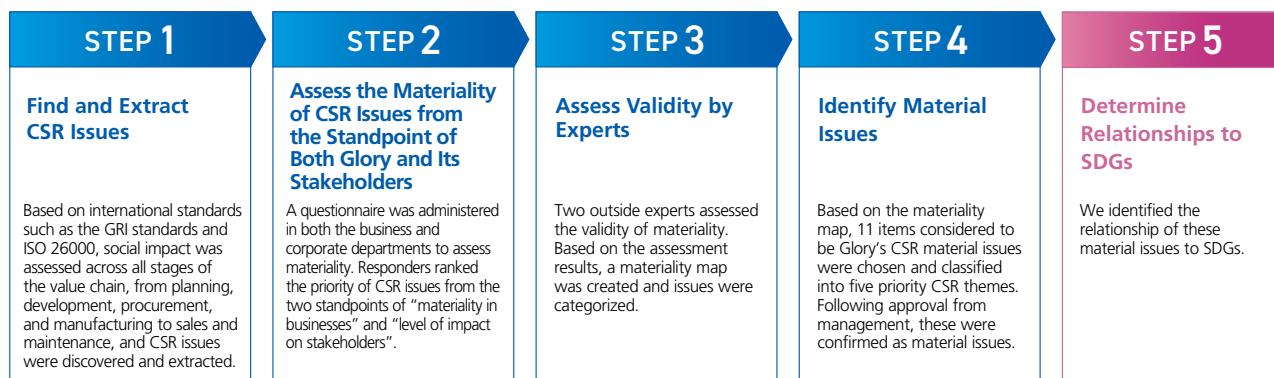 STEP 1
Find and Extract
CSR Issues
Based on international standards
such as the GRI standards and
ISO 26000, social impact was
assessed across all stages of
the value chain, from planning,
development, procurement,
and manufacturing to sales and
maintenance, and CSR issues
were discovered and extracted.
STEP 2
Assess the Materiality
of CSR Issues from
the Standpoint of
Both Glory and Its
Stakeholders
A questionnaire was administered
in both the business and
corporate departments to assess
materiality. Responders ranked
the priority of CSR issues from the
two standpoints of “materiality in
businesses” and “level of impact
on stakeholders”.
STEP 3
Assess Validity by
Experts
Two outside experts assessed
the validity of materiality.
Based on the assessment
results, a materiality map
was created and issues were
categorized.
STEP 4
Identify Material
Issues
Based on the materiality
map, 11 items considered to
be Glory’s CSR material issues
were chosen and classified
into five priority CSR themes.
Following approval from
management, these were
confirmed as material issues.
STEP 5
Determine
Relationships to
SDGs
We identified the
relationship of these
material issues to SDGs.